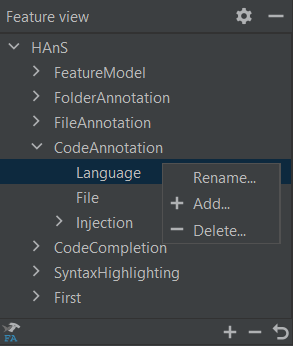 Feature view
HAnS
FeatureModel
FolderAnnotation
FileAnnotation
CodeAnnotation
Language
Rename...
File
Add...
Injection
Delete...
CodeCompletion
SyntaxHighlighting
First
FA